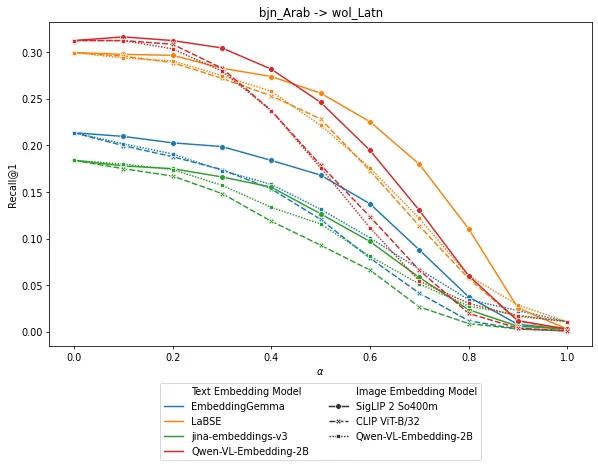 bjn_Arab -> wol_Latn
Recall@1
0.30
0.25
0.20
0.15
0.10
0.05
0.00
0.0
0.2
0.4
0.6
0.8
1.0
α
Text Embedding Model
EmbeddingGemma
LaBSE
jina-embeddings-v3
Qwen-VL-Embedding-2B
Image Embedding Model
SigLIP 2 So400m
CLIP ViT-B/32
Qwen-VL-Embedding-2B